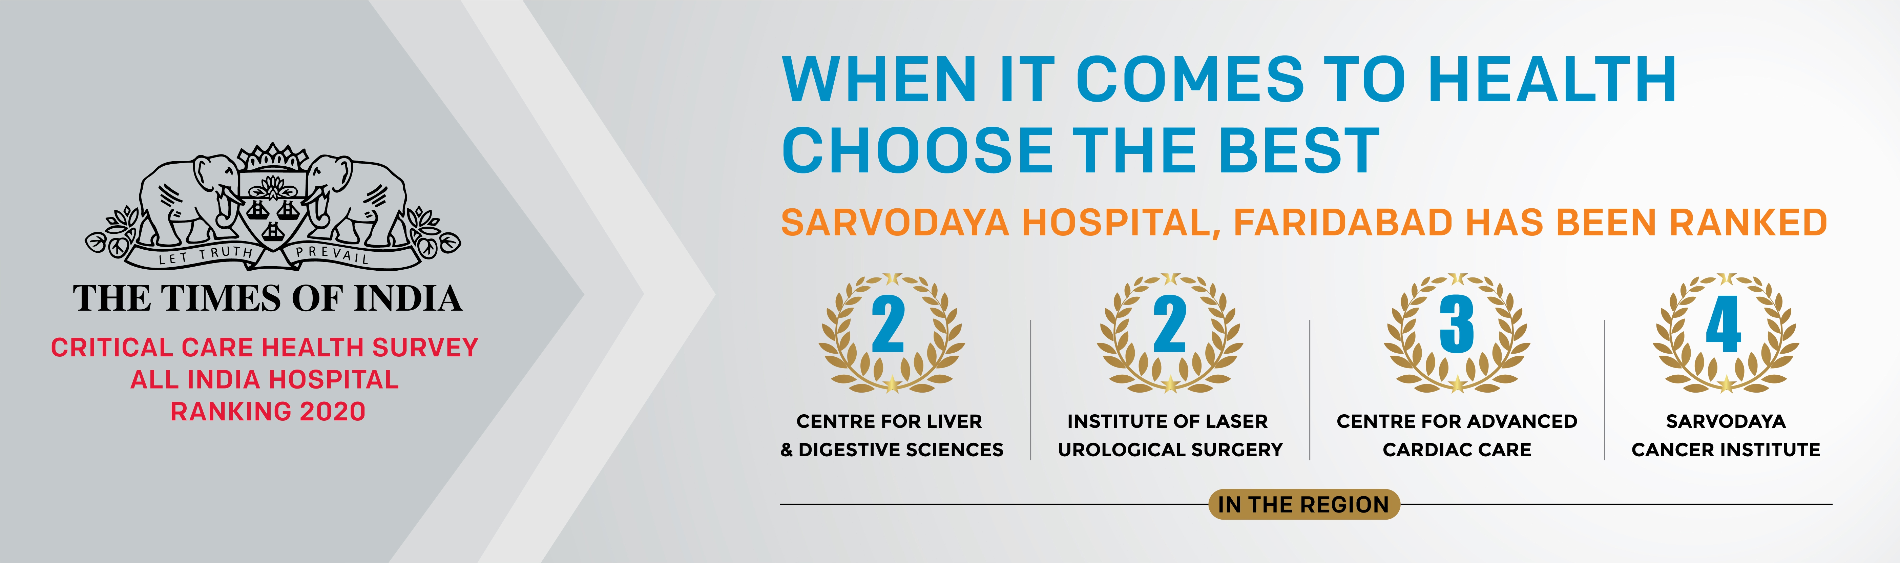 LET TRUTH PREVAIL
THE TIMES OF INDIA
CRITICAL CARE HEALTH SURVEY
ALL INDIA HOSPITAL
RANKING 2020
WHEN IT COMES TO HEALTH
CHOOSE THE BEST
SARVODAYA HOSPITAL, FARIDABAD HAS BEEN RANKED
2
CENTRE FOR LIVER
& DIGESTIVE SCIENCES
2
INSTITUTE OF LASER
UROLOGICAL SURGERY
3
CENTRE FOR ADVANCED
CARDIAC CARE
4
SARVODAYA
CANCER INSTITUTE
IN THE REGION